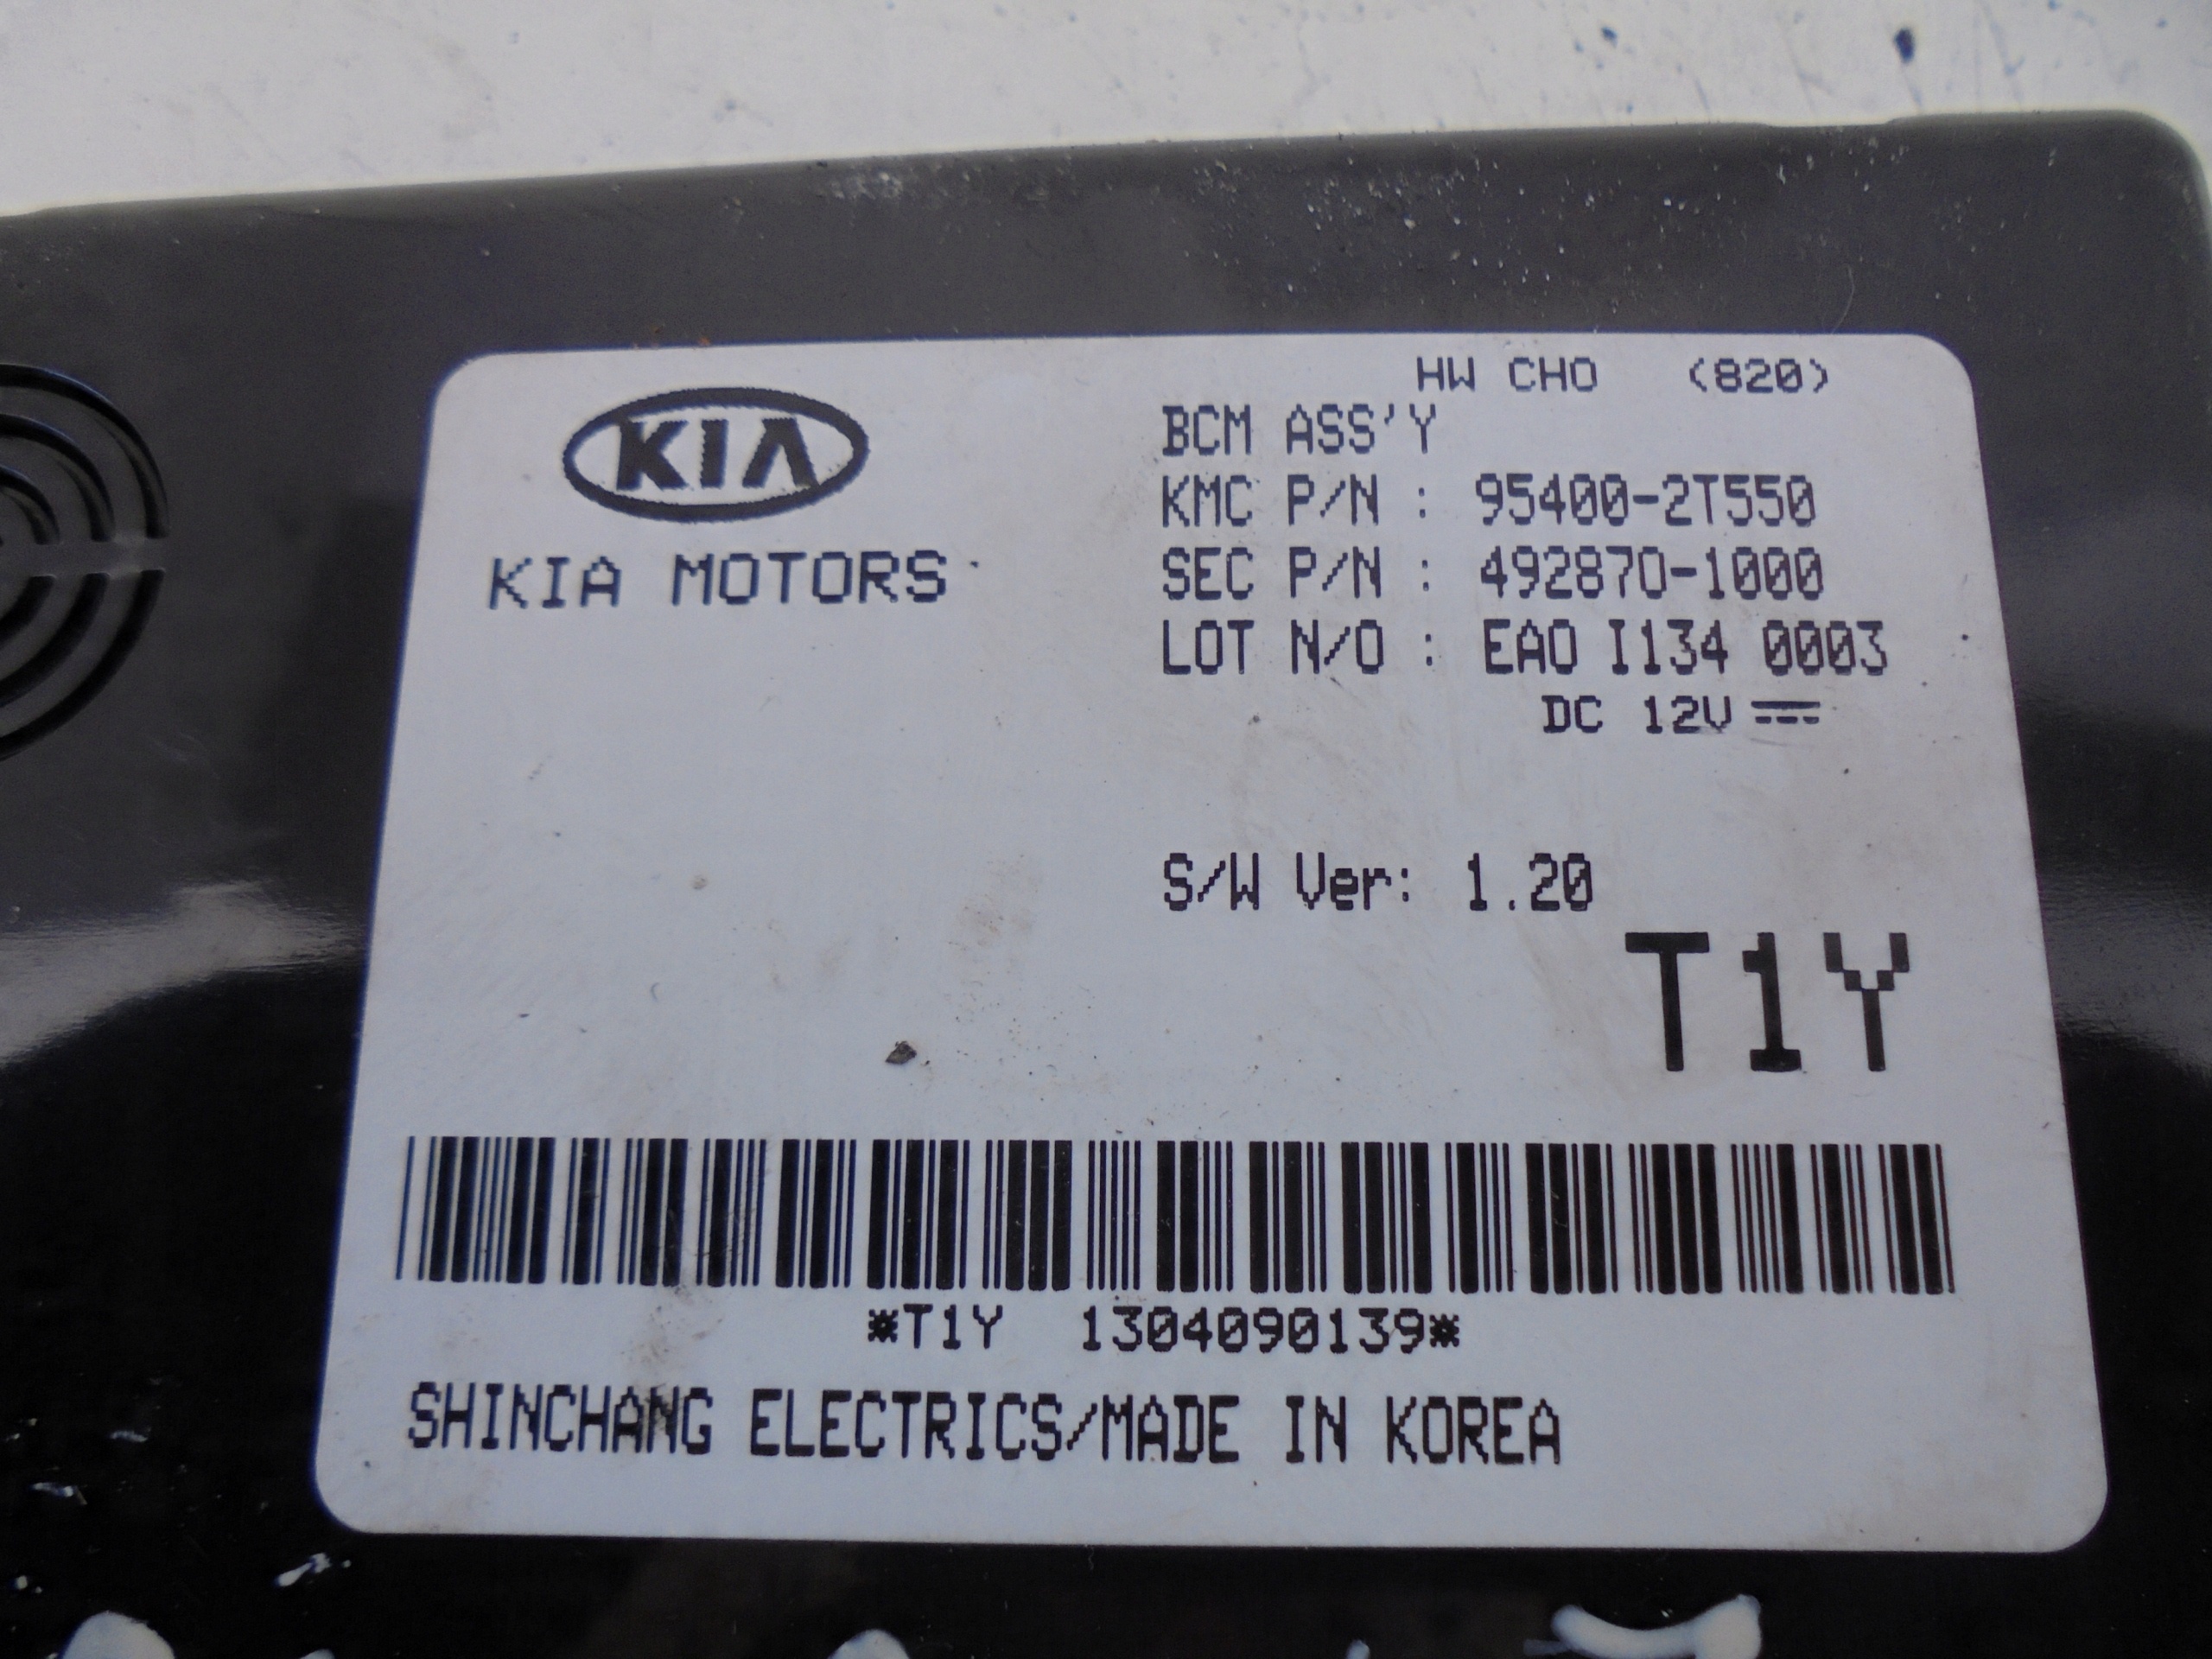 HW CHO (820)
KIA
BCM ASS'Y
KMC P/N : 95400-2T550
KIA MOTORS
SEC P/N : 492870-1000
LOT N/O : EAO I134 0003
DC 12V
S/W Ver: 1.20
T1Y
*T1Y 1304090139*
SHINCHANG ELECTRICS/MADE IN KOREA